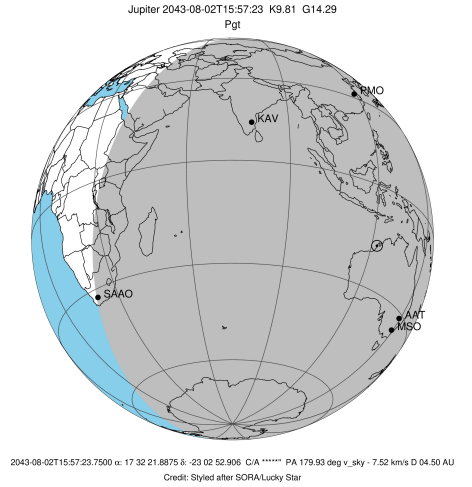 Jupiter 2043-08-02T15:57:23 K9.81 G14.29
Pgt
PMO
KAV
SAAO
AAT
MSO
2043-08-02T15:57:23.7500 α: 17 32 21.8875 δ: -23 02 52.906 C/A *****" PA 179.93 deg v_sky - 7.52 km/s D 04.50 AU
Credit: Styled after SORA/Lucky Star